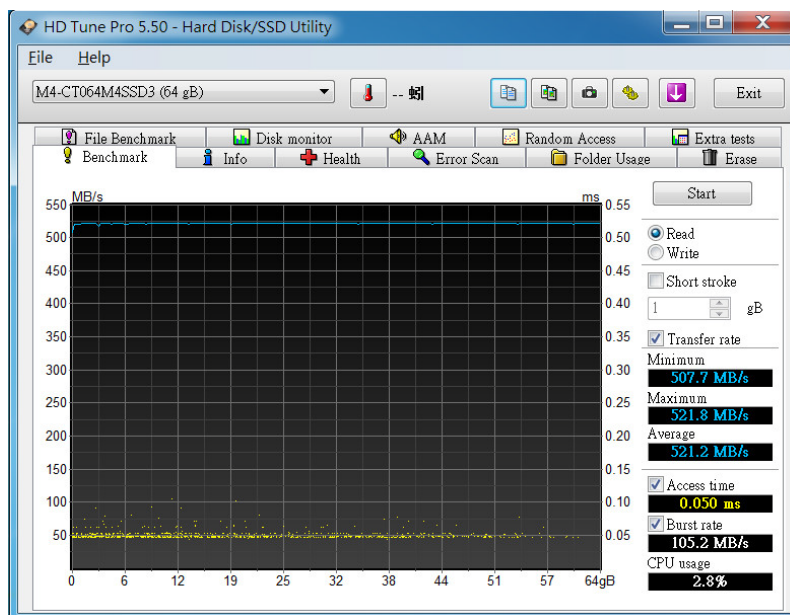 HD Tune Pro 5.50 - Hard Disk/SSD Utility
File Help
M4-CT064M4SSD3 (64 gB) -- 蚓 Exit
File Benchmark Disk monitor AAM Random Access Extra tests
Benchmark Info Health Error Scan Folder Usage Erase
MB/s ms Start
550 0.55
500 0.50
450 0.45
400 0.40
350 0.35
300 0.30
250 0.25
200 0.20
150 0.15
100 0.10
50 0.05
0 6 12 19 25 32 38 44 51 57 64gB
Read
Write
Short stroke
1 gB
Transfer rate
Minimum
507.7 MB/s
Maximum
521.8 MB/s
Average
521.2 MB/s
Access time
0.050 ms
Burst rate
105.2 MB/s
CPU usage
2.8%